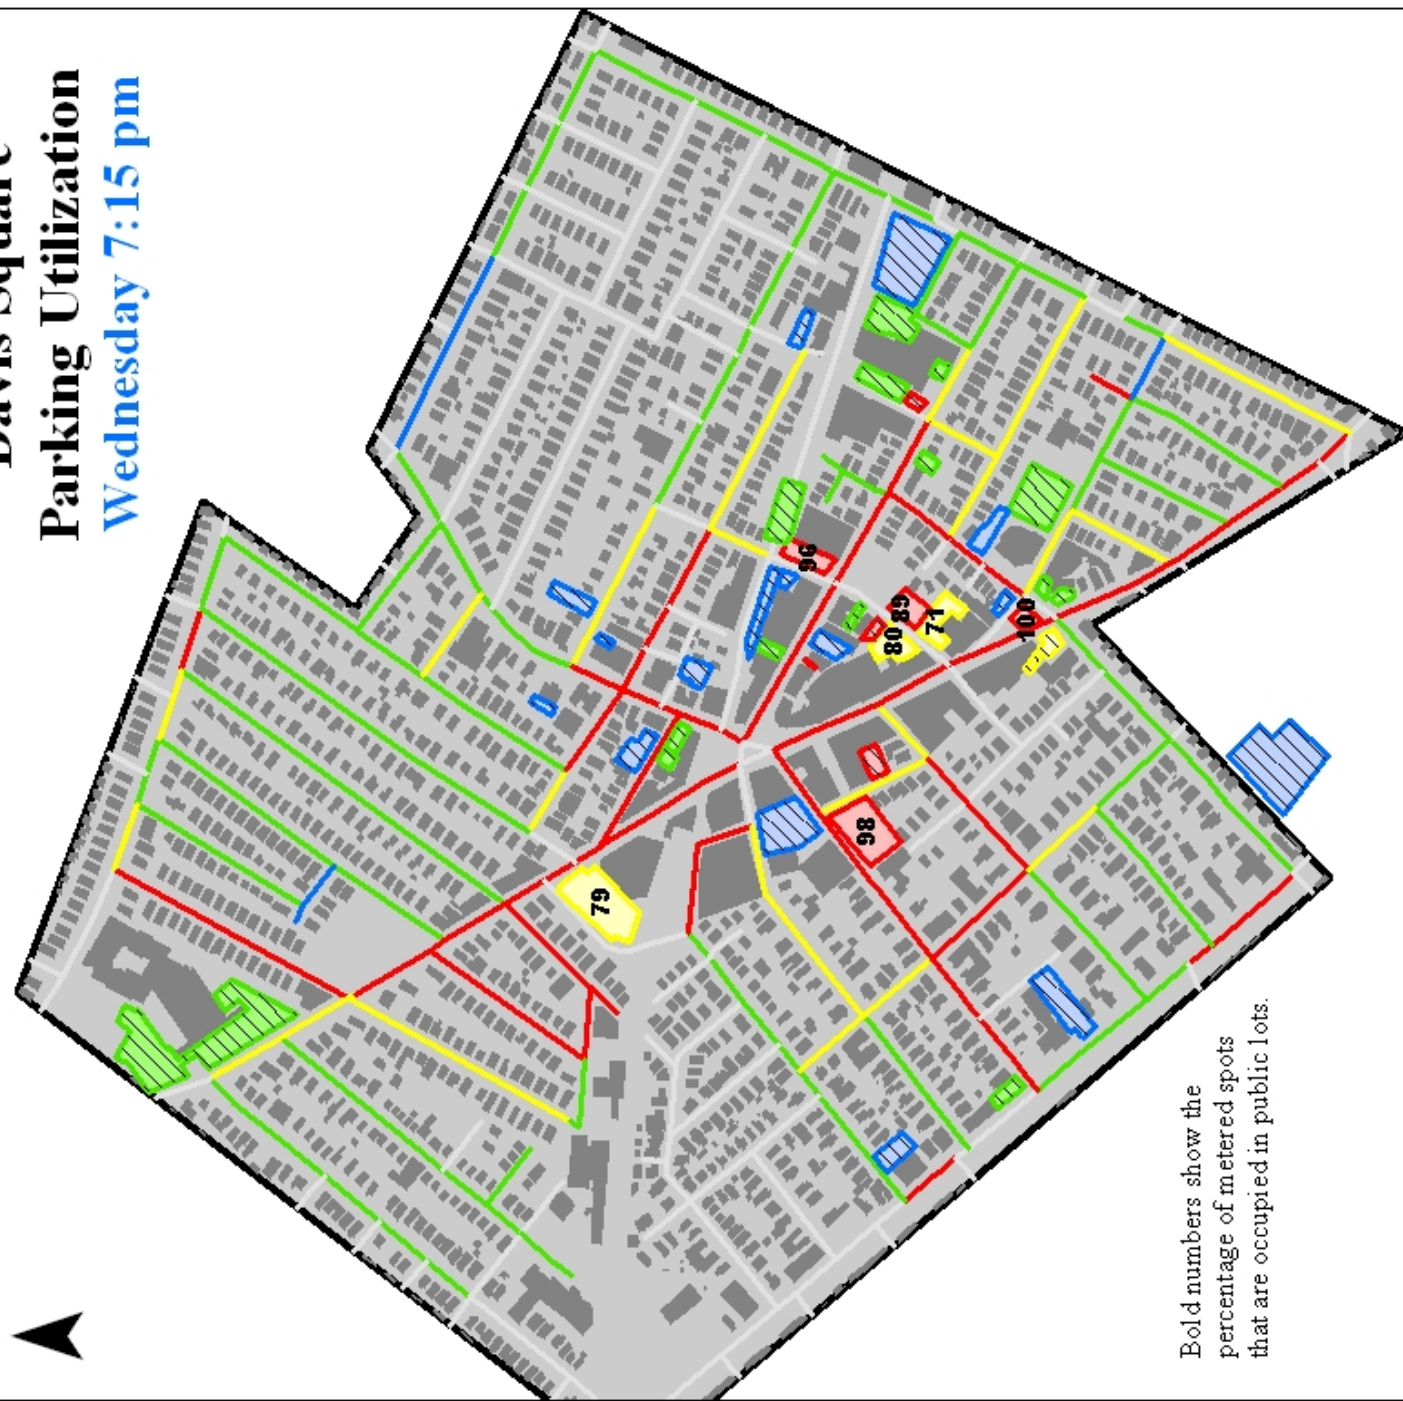 Davis Square
Parking Utilization
Wednesday 7:15 pm
79
96
98
80
89
71
100
Bold numbers show the
percentage of metered spots
that are occupied in public lots.